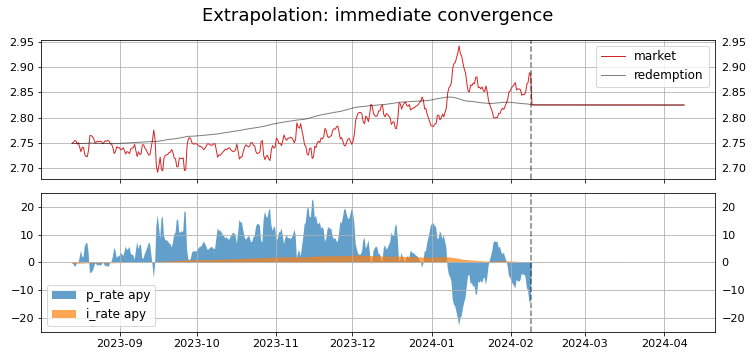 Extrapolation: immediate convergence
2.95 2.95
market
redemption
2.90 2.90
2.85 2.85
2.80 2.80
2.75 2.75
2.70 2.70
20 20
10 10
0 0
−10 −10
p_rate apy
i_rate apy
−20 −20
2023-09 2023-10 2023-11 2023-12 2024-01 2024-02 2024-03 2024-04